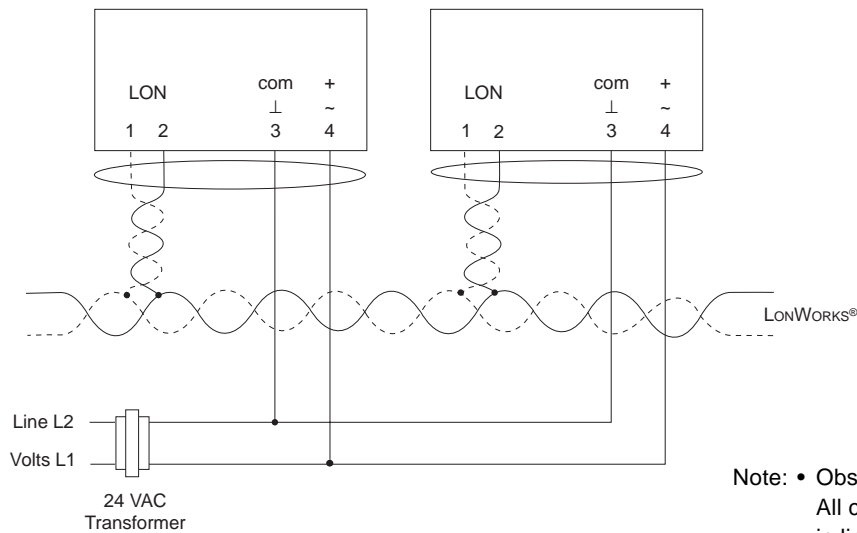 LON com + LON com +
⊥ ~ ⊥ ~
1 2 3 4 1 2 3 4
LONWORKS®
Line L2
Volts L1
24 VAC
Transformer
Note: • Obs
All